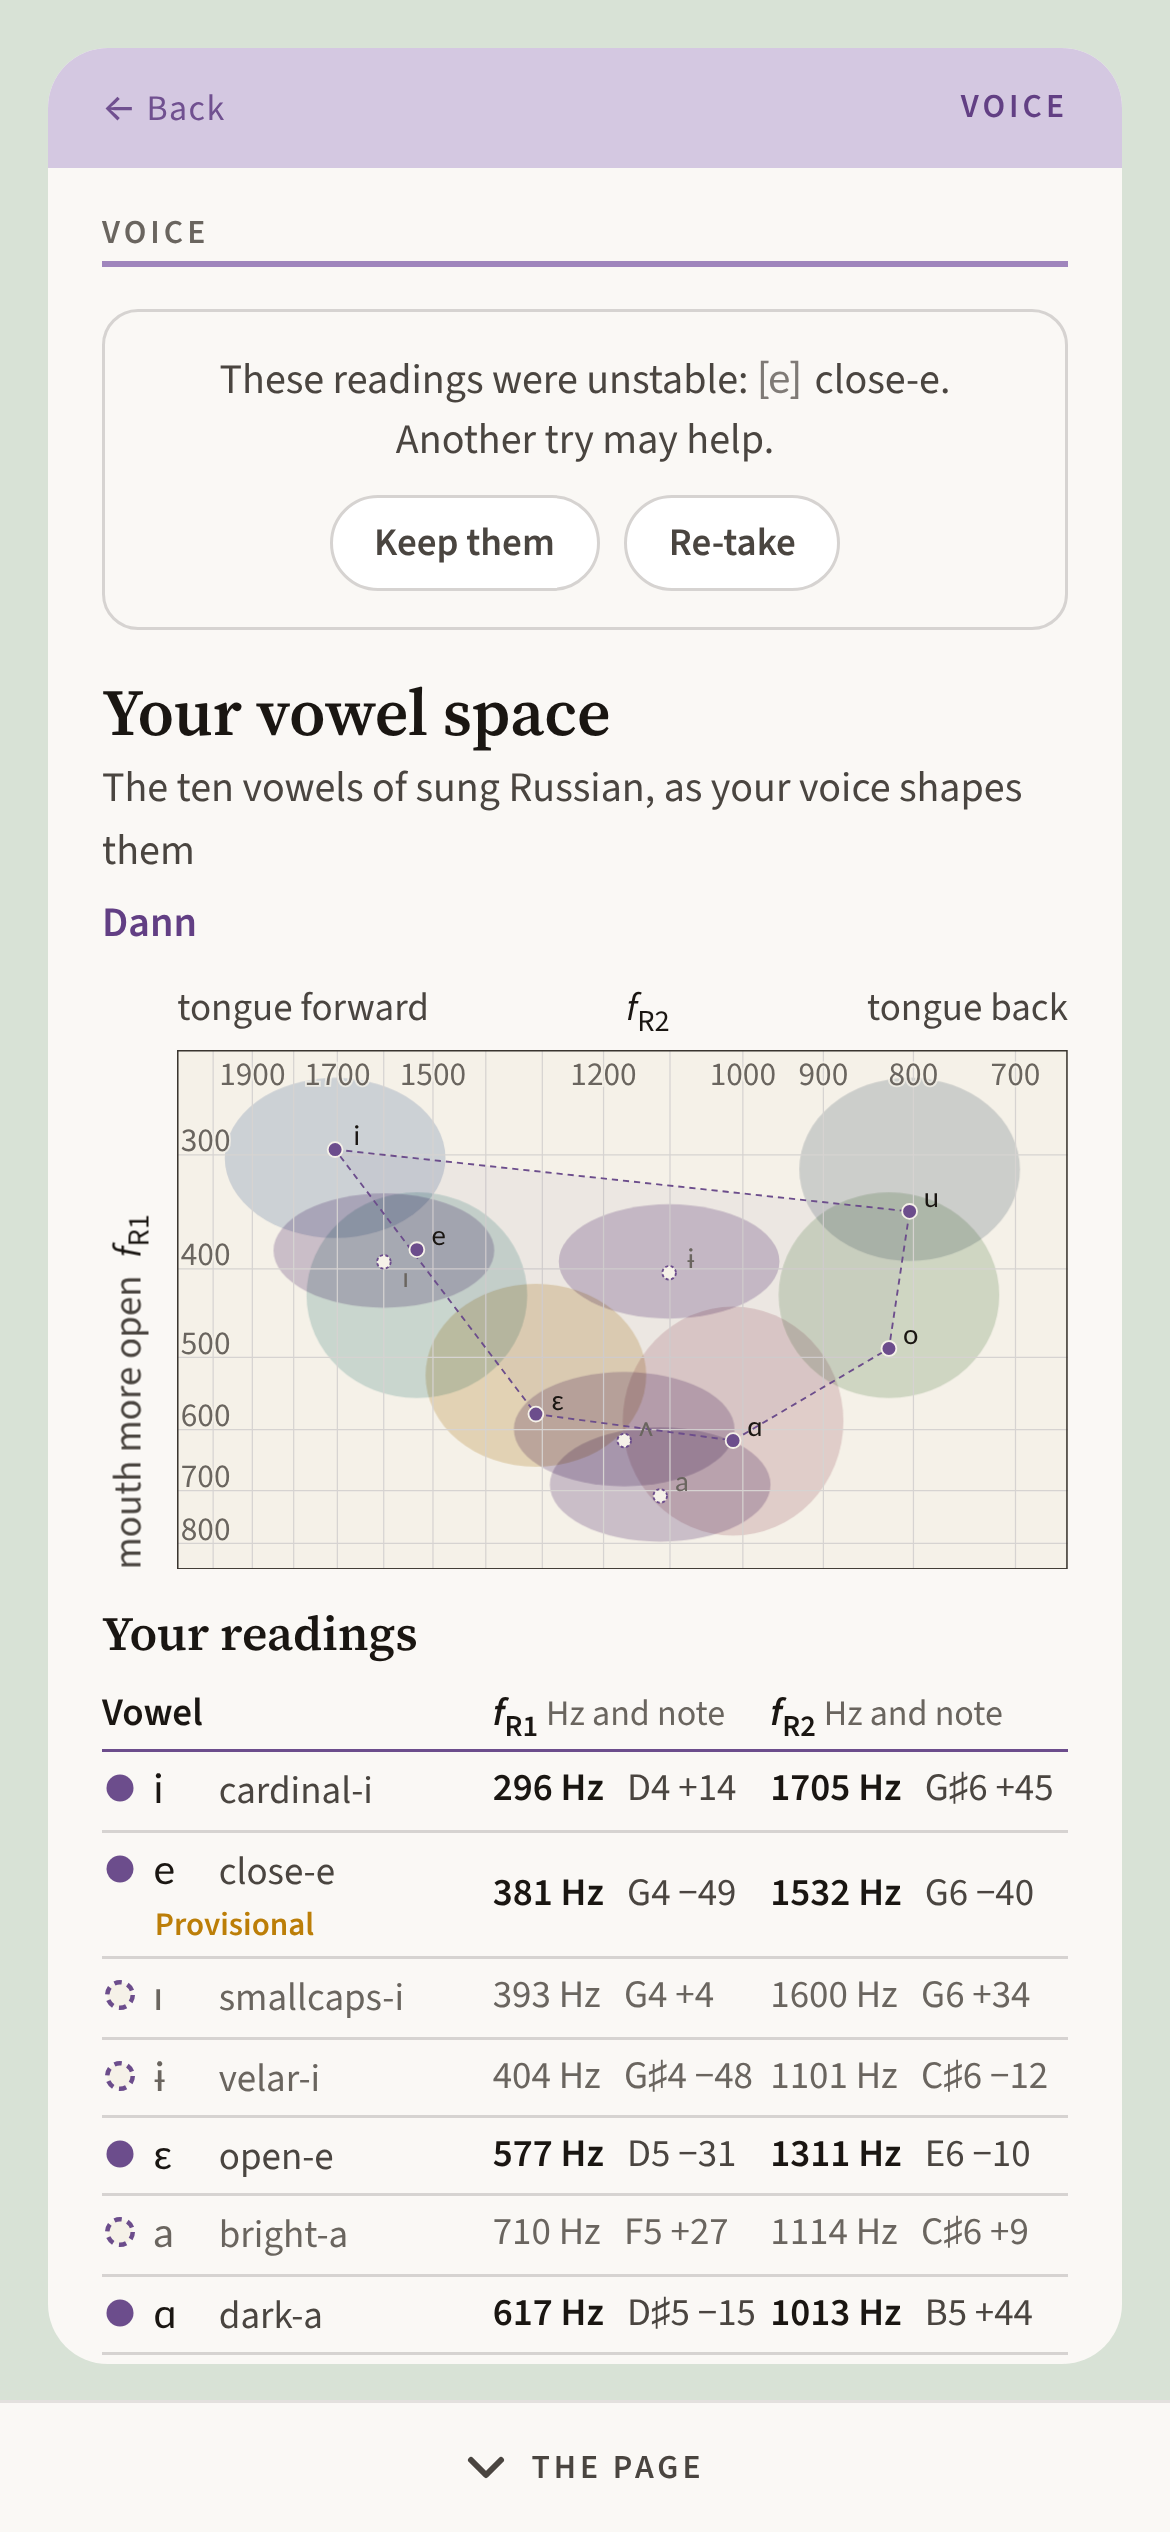 ← Back VOICE
VOICE
These readings were unstable: [e] close-e.
Another try may help.
Keep them Re-take
Your vowel space
The ten vowels of sung Russian, as your voice shapes
them
Dann
tongue forward fR2 tongue back
1900 1700 1500 1200 1000 900 800 700
mouth more open fR1
300
400
500
600
700
800
i
u
e
ɪ
ɨ
o
ɛ
ʌ
ɑ
a
Your readings
Vowel fR1 Hz and note fR2 Hz and note
i cardinal-i 296 Hz D4 +14 1705 Hz G♯6 +45
e close-e 381 Hz G4 −49 1532 Hz G6 −40
Provisional
ɪ smallcaps-i 393 Hz G4 +4 1600 Hz G6 +34
ɨ velar-i 404 Hz G♯4 −48 1101 Hz C♯6 −12
ɛ open-e 577 Hz D5 −31 1311 Hz E6 −10
a bright-a 710 Hz F5 +27 1114 Hz C♯6 +9
ɑ dark-a 617 Hz D♯5 −15 1013 Hz B5 +44
THE PAGE